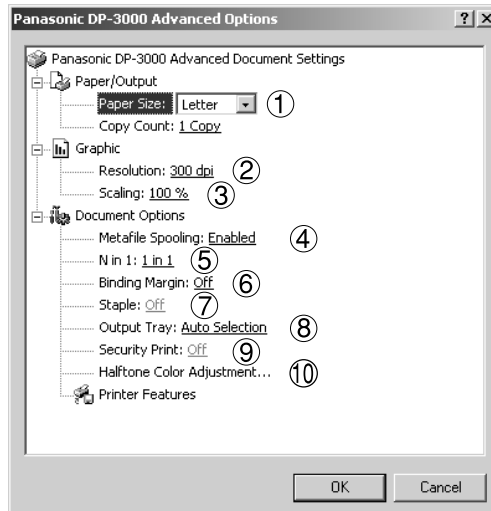 Panasonic DP-3000 Advanced Options ? X
Panasonic DP-3000 Advanced Document Settings
Paper/Output
Paper Size: Letter ①
Copy Count: 1 Copy
Graphic
Resolution: 300 dpi ②
Scaling: 100 % ③
Document Options
Metafile Spooling: Enabled ④
N in 1: 1 in 1 ⑤
Binding Margin: Off ⑥
Staple: Off ⑦
Output Tray: Auto Selection ⑧
Security Print: Off ⑨
Halftone Color Adjustment... ⑩
Printer Features
OK Cancel